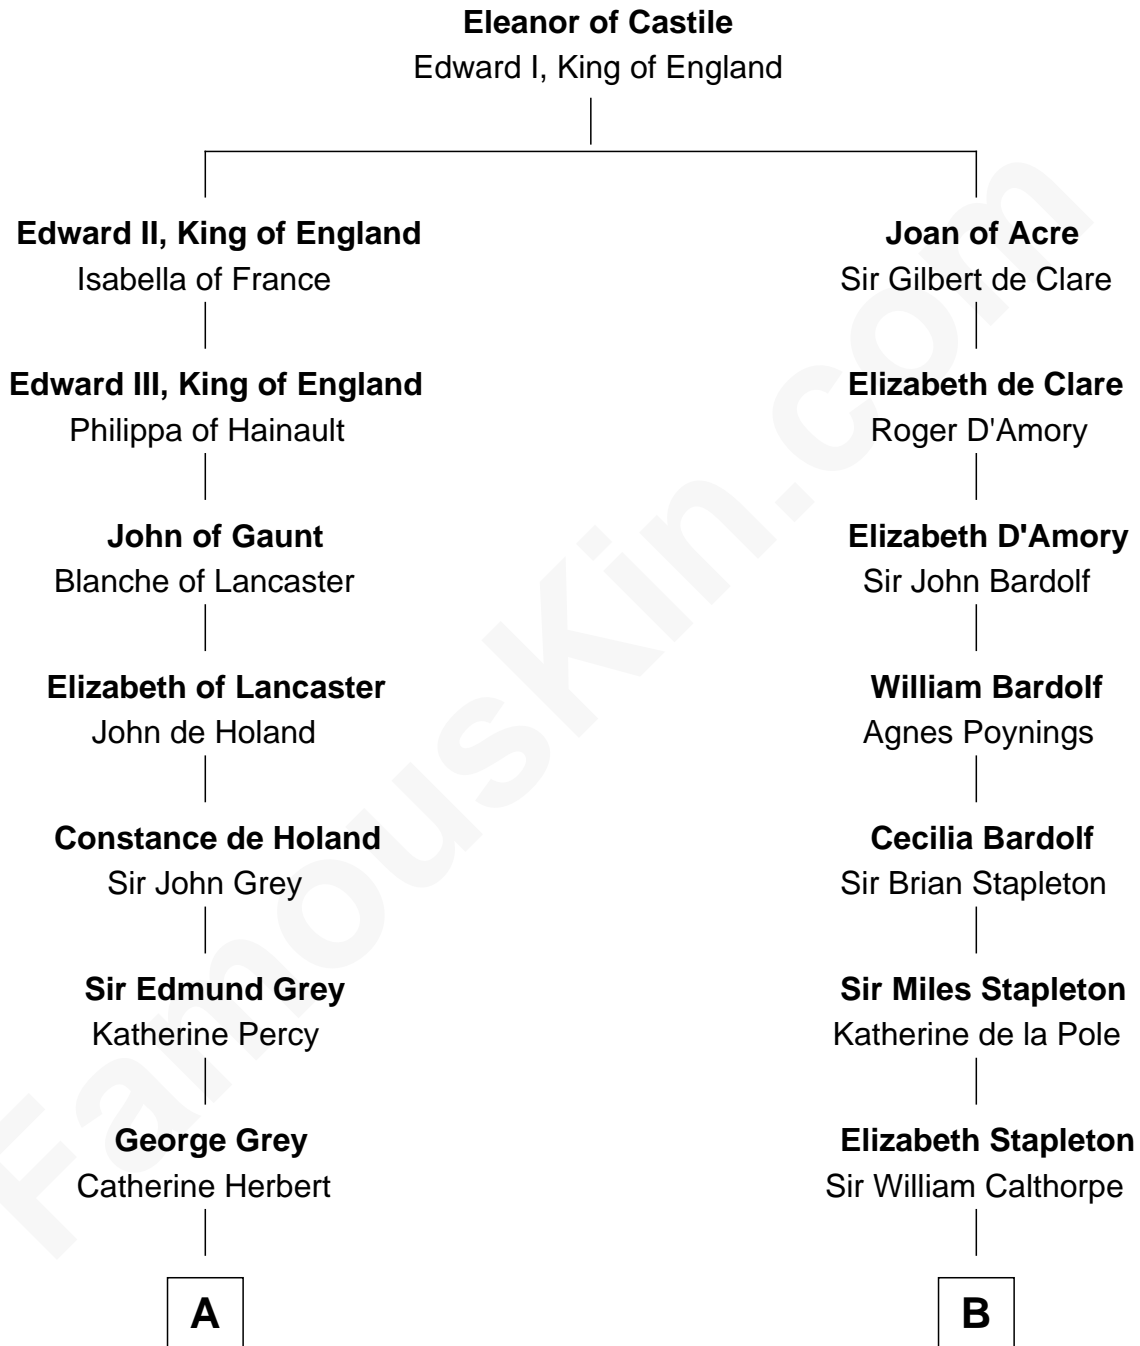 Eleanor of Castile
Edward I, King of England
Edward II, King of England
Isabella of France
Joan of Acre
Sir Gilbert de Clare
Edward III, King of England
Philippa of Hainault
Elizabeth de Clare
Roger D'Amory
John of Gaunt
Blanche of Lancaster
Elizabeth D'Amory
Sir John Bardolf
Elizabeth of Lancaster
John de Holand
William Bardolf
Agnes Poynings
Constance de Holand
Sir John Grey
Cecilia Bardolf
Sir Brian Stapleton
Sir Edmund Grey
Katherine Percy
Sir Miles Stapleton
Katherine de la Pole
George Grey
Catherine Herbert
Elizabeth Stapleton
Sir William Calthorpe
A
B
FamousKin.com